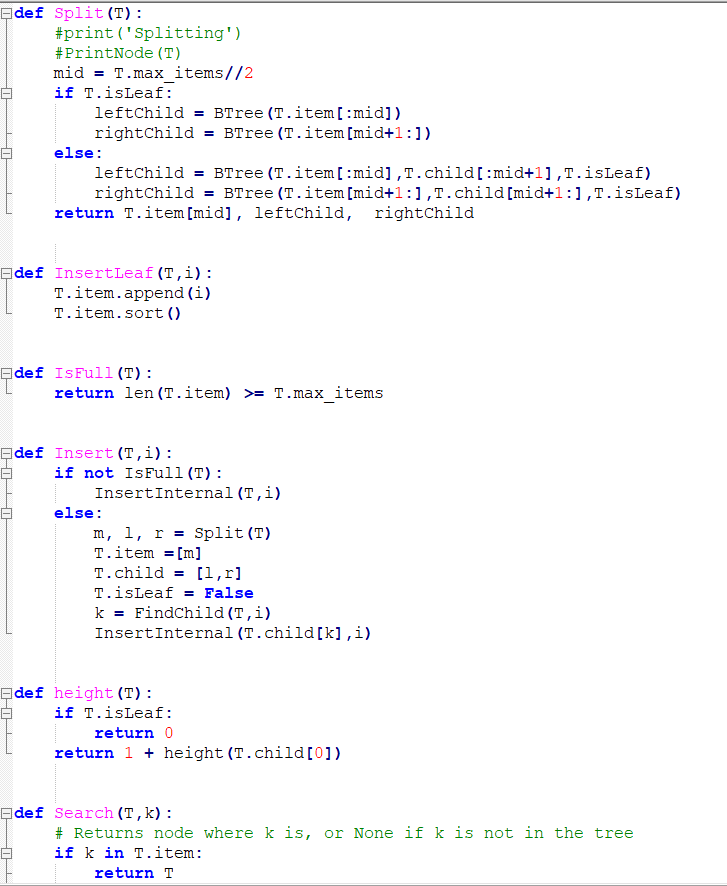 def Split(T):
    #print('Splitting')
    #PrintNode(T)
    mid = T.max_items//2
    if T.isLeaf:
        leftChild = BTree(T.item[:mid])
        rightChild = BTree(T.item[mid+1:])
    else:
        leftChild = BTree(T.item[:mid],T.child[:mid+1],T.isLeaf)
        rightChild = BTree(T.item[mid+1:],T.child[mid+1:],T.isLeaf)
    return T.item[mid], leftChild,  rightChild
def InsertLeaf(T,i):
    T.item.append(i)
    T.item.sort()
def IsFull(T):
    return len(T.item) >= T.max_items
def Insert(T,i):
    if not IsFull(T):
        InsertInternal(T,i)
    else:
        m, l, r = Split(T)
        T.item =[m]
        T.child = [l,r]
        T.isLeaf = False
        k = FindChild(T,i)
        InsertInternal(T.child[k],i)
def height(T):
    if T.isLeaf:
        return 0
    return 1 + height(T.child[0])
def Search(T,k):
    # Returns node where k is, or None if k is not in the tree
    if k in T.item:
        return T